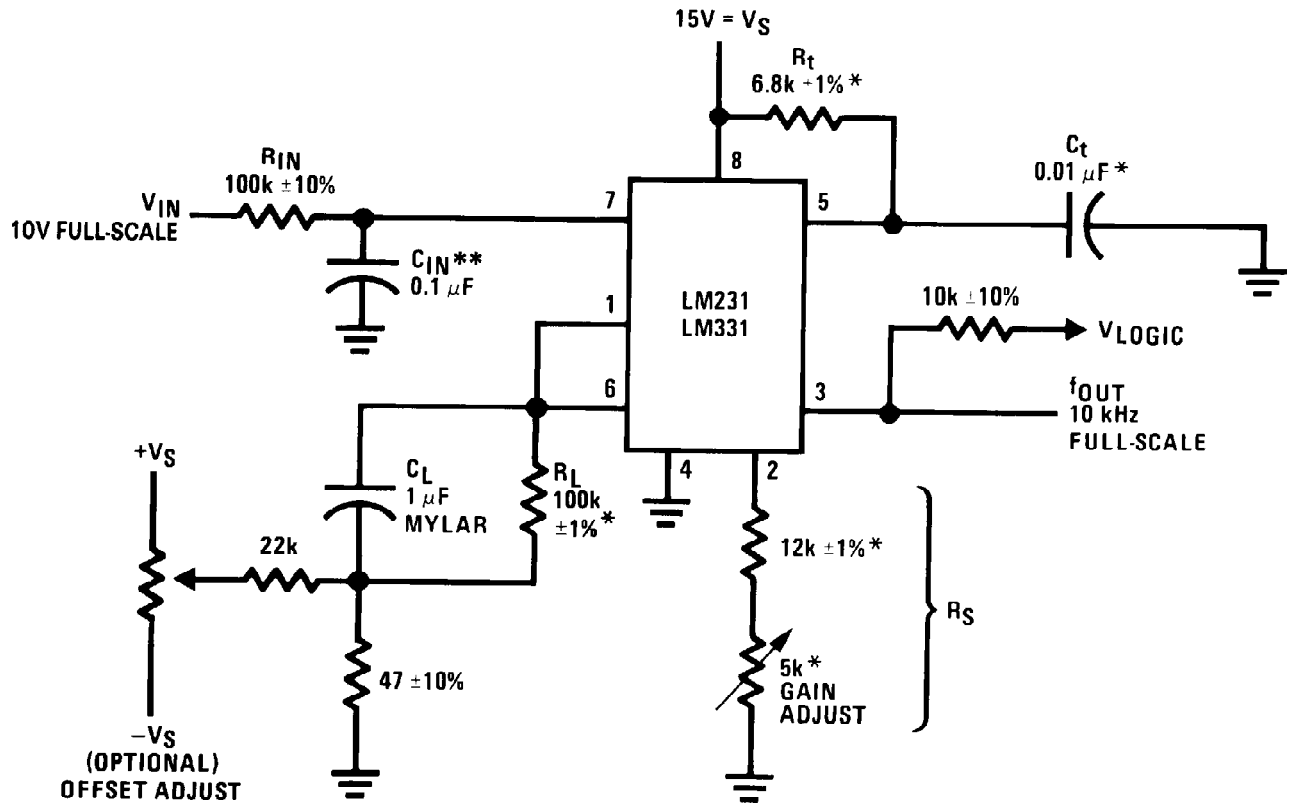 15V = VS
Rt
6.8k ±1%*
8
RIN
100k ±10%
VIN
10V FULL-SCALE
7
5
Ct
0.01 µF*
CIN**
0.1 µF
1
LM231
LM331
10k ±10%
VLOGIC
6
3
fOUT
10 kHz
FULL-SCALE
4
2
+VS
CL
1 µF
MYLAR
RL
100k
±1%*
22k
12k ±1%*
RS
47 ±10%
5k*
GAIN
ADJUST
–VS
(OPTIONAL)
OFFSET ADJUST